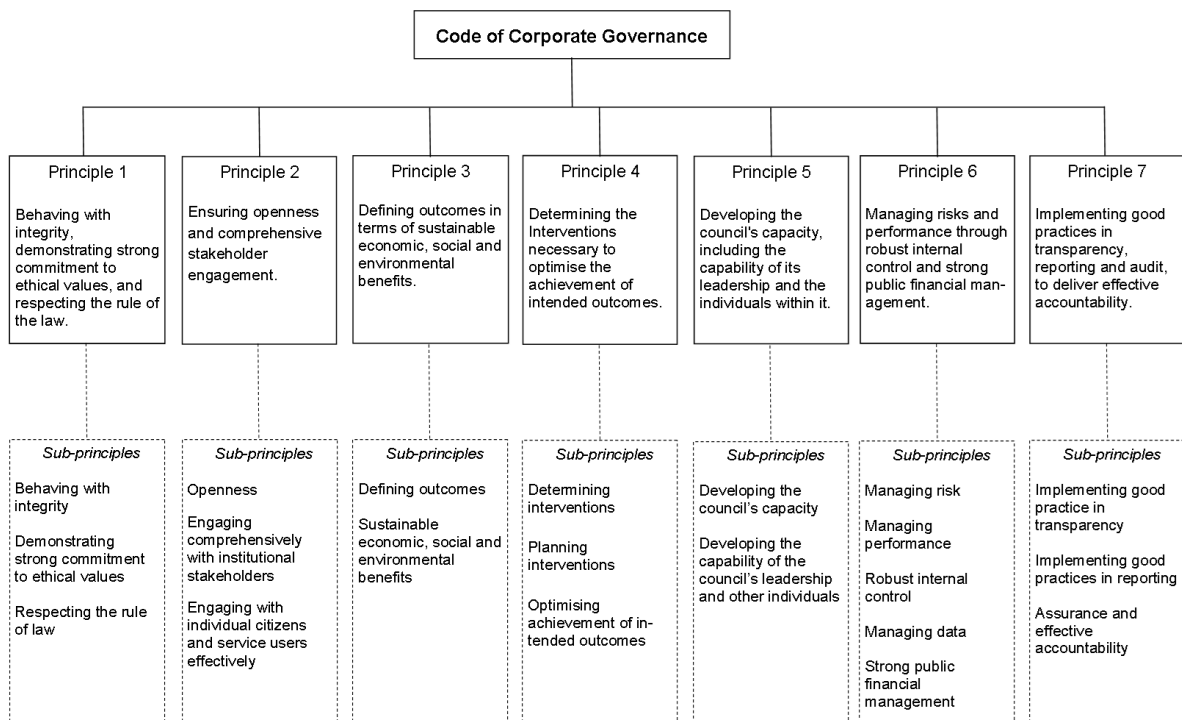 Code of Corporate Governance
Principle 1
Behaving with
integrity,
demonstrating strong
commitment to
ethical values, and
respecting the rule of
the law.
Principle 2
Ensuring openness
and comprehensive
stakeholder
engagement.
Principle 3
Defining outcomes in
terms of sustainable
economic, social and
environmental
benefits.
Principle 4
Determining the
Interventions
necessary to
optimise the
achievement of
intended outcomes.
Principle 5
Developing the
council's capacity,
including the
capability of its
leadership and the
individuals within it.
Principle 6
Managing risks and
performance through
robust internal
control and strong
public financial man-
agement.
Principle 7
Implementing good
practices in
transparency,
reporting and audit,
to deliver effective
accountability.
Sub-principles
Behaving with
integrity
Demonstrating
strong commitment
to ethical values
Respecting the rule
of law
Sub-principles
Openness
Engaging
comprehensively
with institutional
stakeholders
Engaging with
individual citizens
and service users
effectively
Sub-principles
Defining outcomes
Sustainable
economic, social and
environmental
benefits
Sub-principles
Determining
interventions
Planning
interventions
Optimising
achievement of in-
tended outcomes
Sub-principles
Developing the
council's capacity
Developing the
capability of the
council's leadership
and other individuals
Sub-principles
Managing risk
Managing
performance
Robust internal
control
Managing data
Strong public
financial
management
Sub-principles
Implementing good
practice in
transparency
Implementing good
practices in reporting
Assurance and
effective
accountability